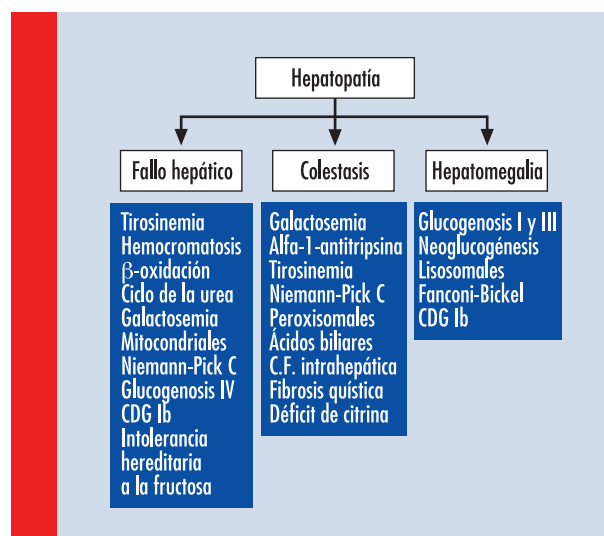 Hepatopatía
Fallo hepático
Colestasis
Hepatomegalia
Tirosinemia
Hemocromatosis
β-oxidación
Ciclo de la urea
Galactosemia
Mitocondriales
Niemann-Pick C
Glucogenosis IV
CDG Ib
Intolerancia
hereditaria
a la fructosa
Galactosemia
Alfa-1-antitripsina
Tirosinemia
Niemann-Pick C
Peroxisomales
Ácidos biliares
C.F. intrahepática
Fibrosis quística
Déficit de citrina
Glucogenosis I y III
Neoglucogénesis
Lisosomales
Fanconi-Bickel
CDG Ib